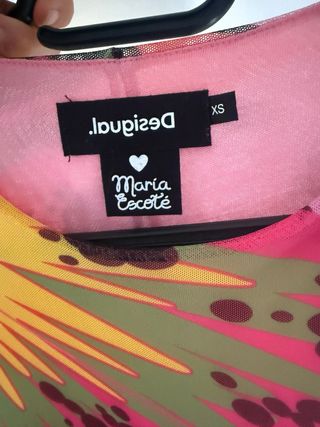 Desigual.
XS
María
Escoté